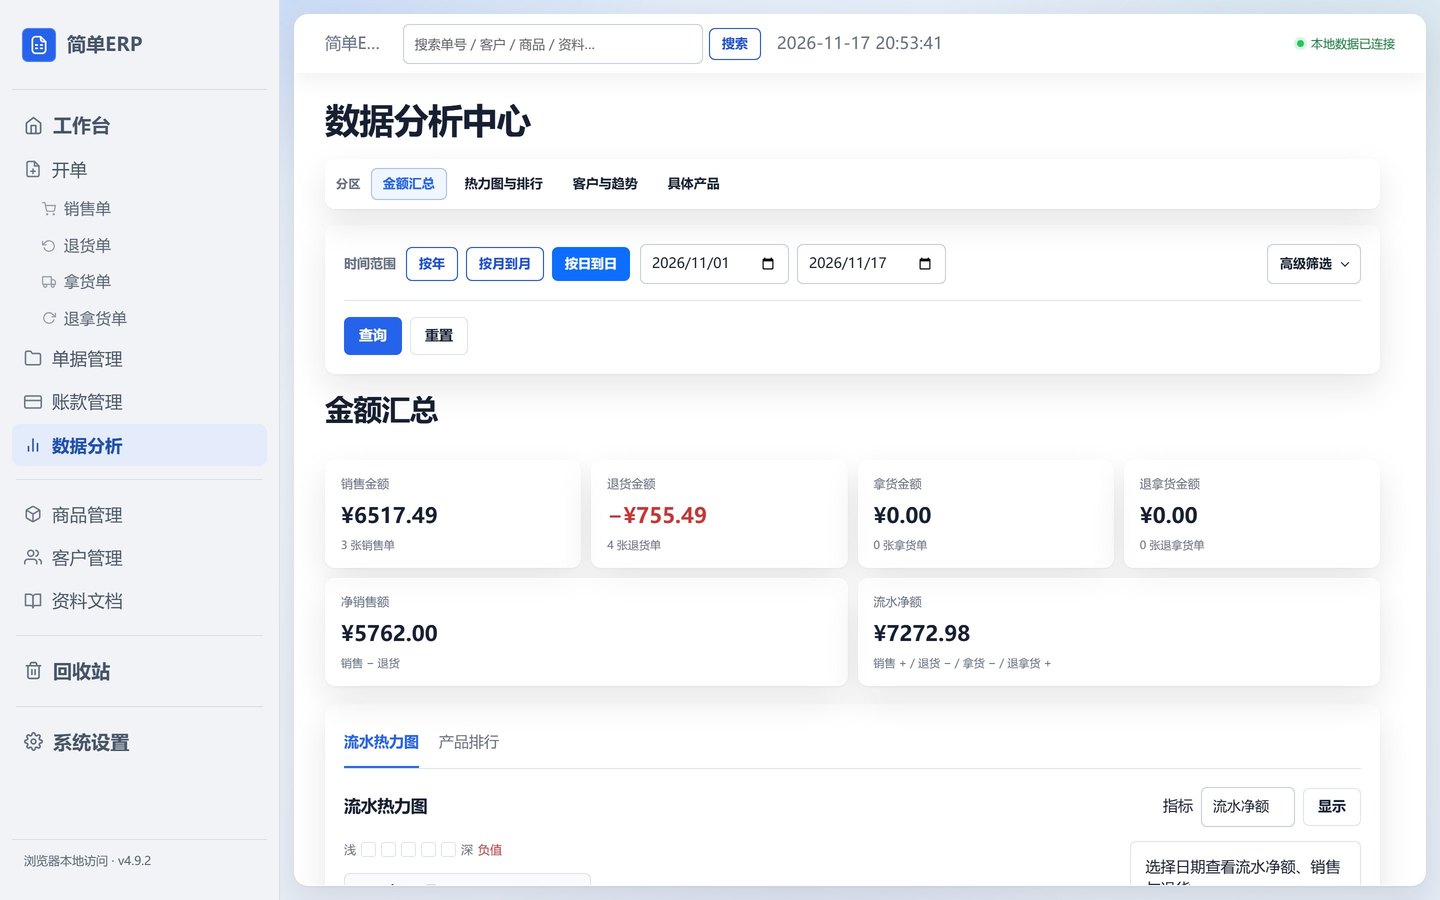 简单ERP
工作台
开单
销售单
退货单
拿货单
退拿货单
单据管理
账款管理
数据分析
商品管理
客户管理
资料文档
回收站
系统设置
浏览器本地访问 · v4.9.2
简单E... 搜索单号 / 客户 / 商品 / 资料... 搜索 2026-11-17 20:53:41 本地数据已连接
数据分析中心
分区 金额汇总 热力图与排行 客户与趋势 具体产品
时间范围 按年 按月到月 按日到日 2026/11/01 2026/11/17 高级筛选
查询 重置
金额汇总
销售金额
¥6517.49
3 张销售单
退货金额
−¥755.49
4 张退货单
拿货金额
¥0.00
0 张拿货单
退拿货金额
¥0.00
0 张退拿货单
净销售额
¥5762.00
销售 − 退货
流水净额
¥7272.98
销售 + / 退货 − / 拿货 − / 退拿货 +
流水热力图 产品排行
流水热力图 指标 流水净额 显示
浅 深 负值
选择日期查看流水净额、销售